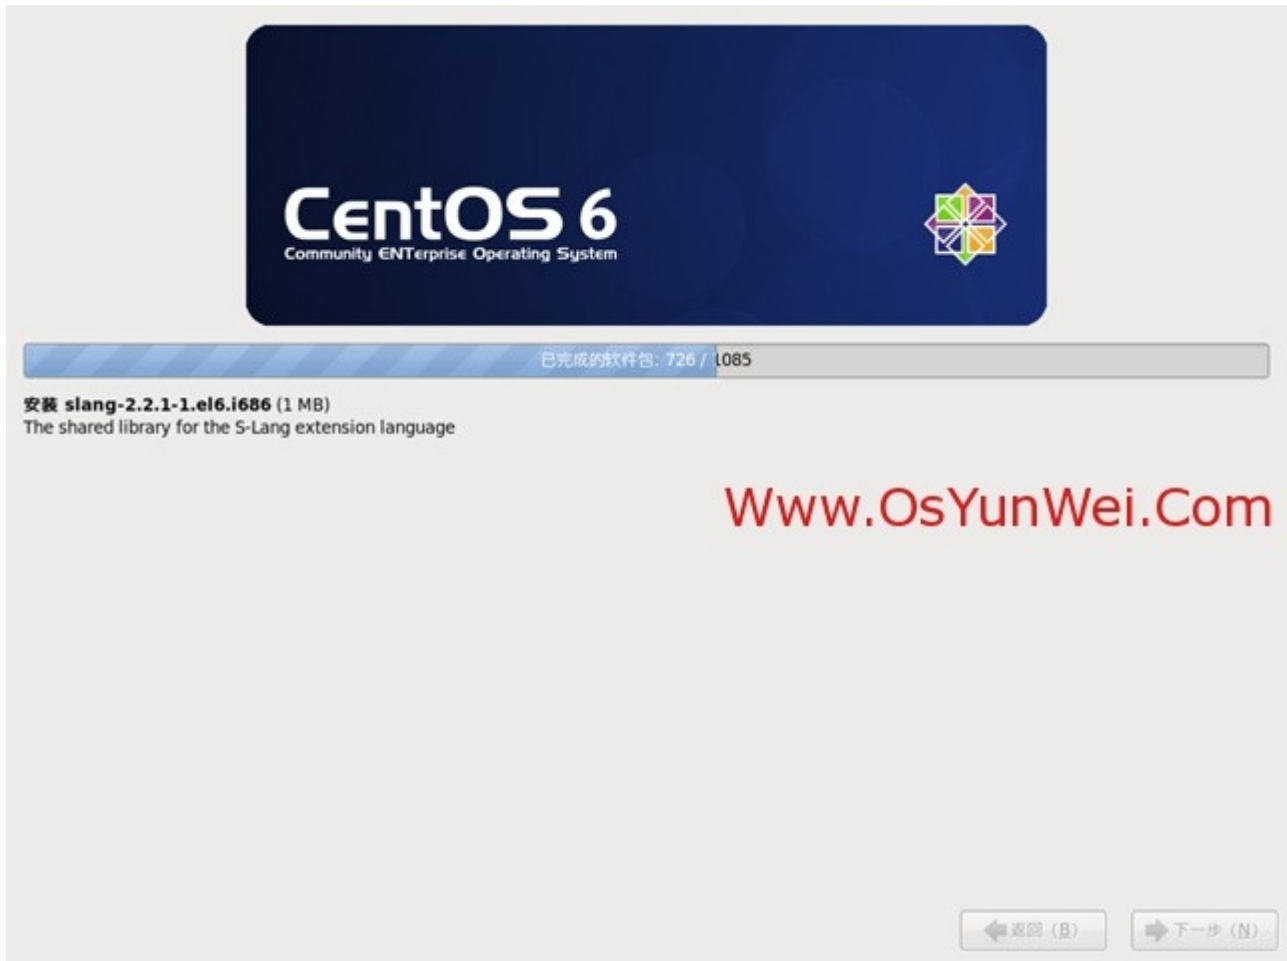 CentOS 6
Community ENTerprise Operating System
已完成的软件包: 726 / 1085
安装 slang-2.2.1-1.el6.i686 (1 MB)
The shared library for the S-Lang extension language
Www.OsYunWei.Com
返回 (B)
下一步 (N)